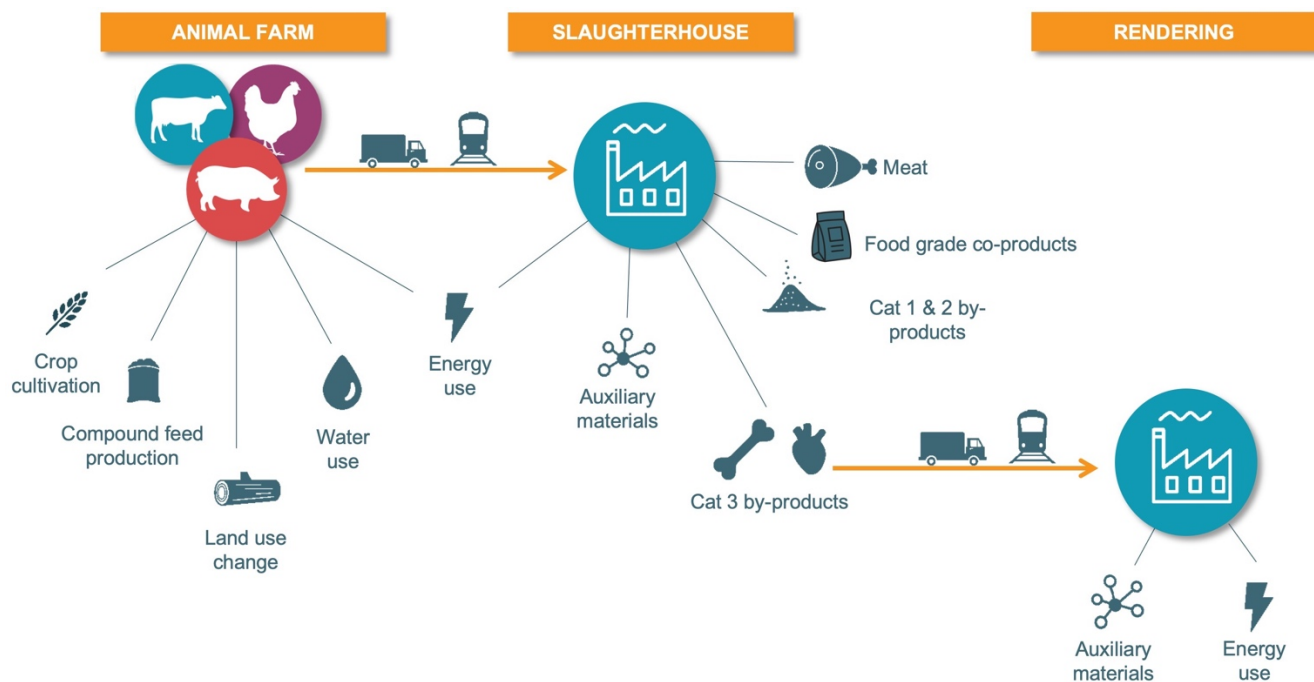 ANIMAL FARM
SLAUGHTERHOUSE
RENDERING
Meat
Food grade co-products
Cat 1 & 2 by-
products
Crop
cultivation
Compound feed
production
Land use
change
Water
use
Energy
use
Auxiliary
materials
Cat 3 by-products
Auxiliary
materials
Energy
use